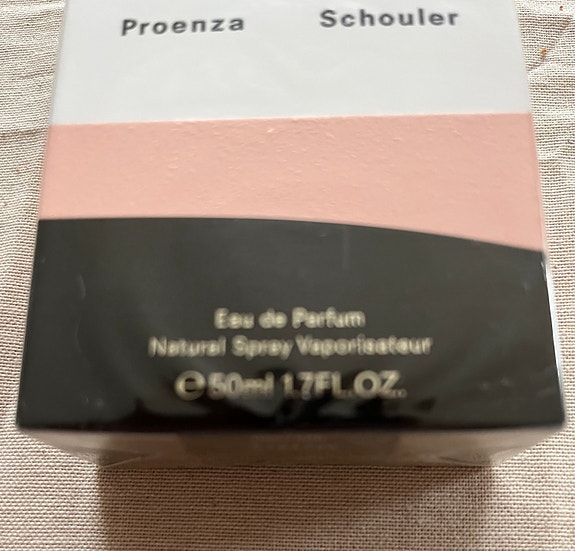 Proenza Schouler
Eau de Parfum
Natural Spray Vaporisateur
℮50ml 1.7FL.OZ.